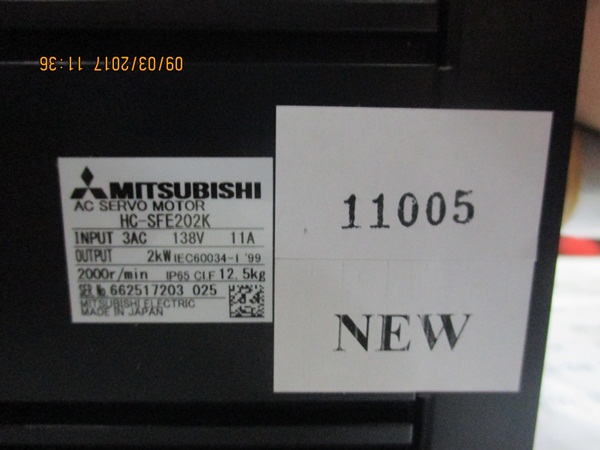 09/03/2017 11:36
MITSUBISHI
AC SERVO MOTOR
HC-SFE202K
INPUT 3AC 138V 11A
OUTPUT 2kW IEC60034-1 '99
2000r/min IP65 CLF 12.5kg
SER.No 662517203 025
MITSUBISHI ELECTRIC
MADE IN JAPAN
11005
NEW